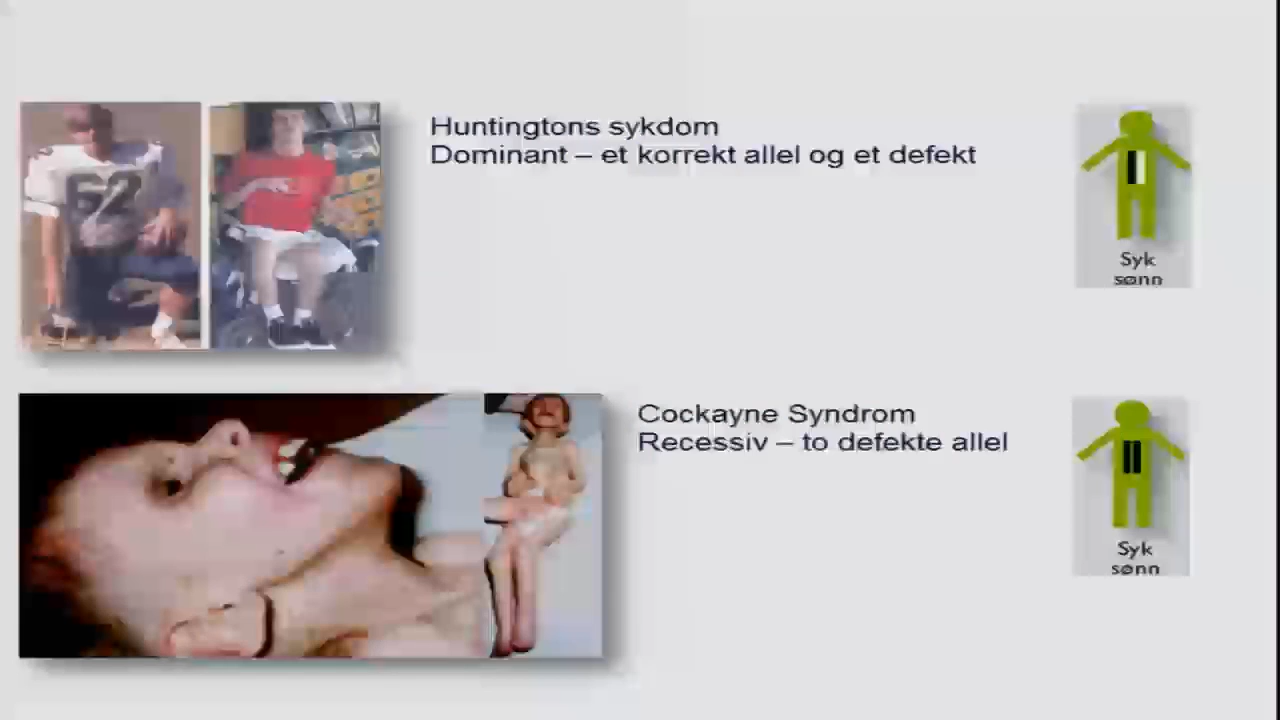 Huntingtons sykdom
Dominant – et korrekt allel og et defekt
62
Syk
sønn
Cockayne Syndrom
Recessiv – to defekte allel
Syk
sønn